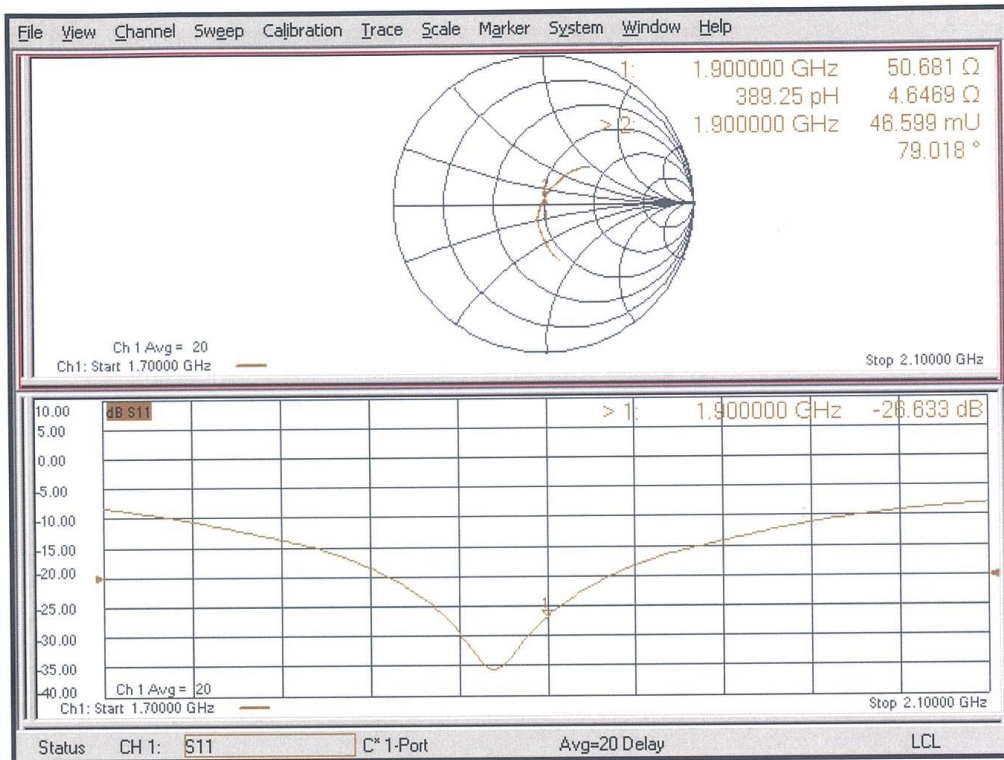 File View Channel Sweep Calibration Trace Scale Marker System Window Help
1: 1.900000 GHz 50.681 Ω
389.25 pH 4.6469 Ω
> 2: 1.900000 GHz 46.599 mU
79.018 °
Ch 1 Avg = 20
Ch1: Start 1.70000 GHz
Stop 2.10000 GHz
10.00
dB S11
> 1: 1.900000 GHz -26.633 dB
5.00
0.00
-5.00
-10.00
-15.00
-20.00
-25.00
1
-30.00
-35.00
-40.00
Ch 1 Avg = 20
Ch1: Start 1.70000 GHz
Stop 2.10000 GHz
Status CH 1: S11 C* 1-Port Avg=20 Delay LCL